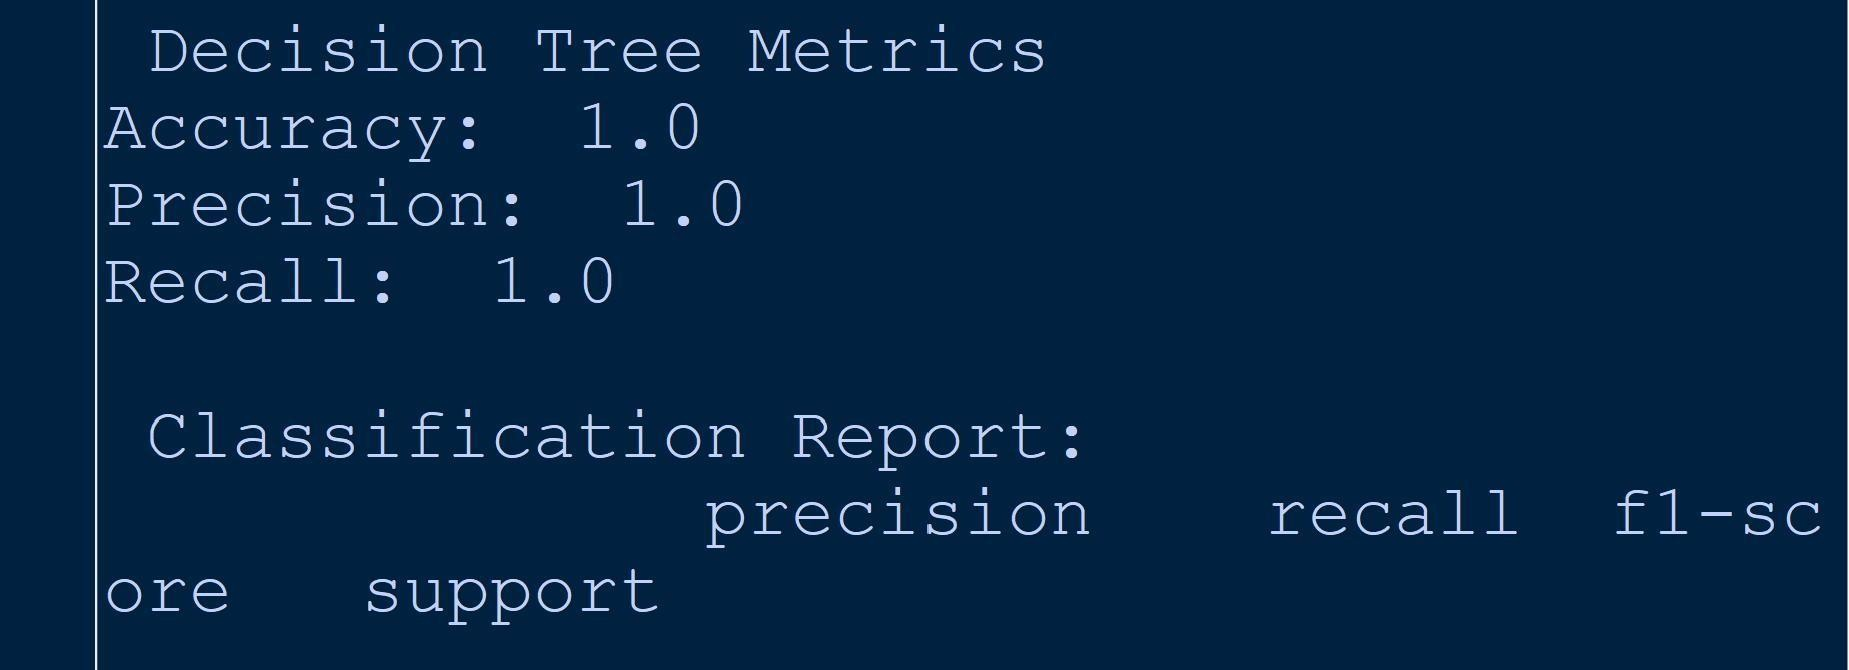 Decision Tree Metrics
Accuracy:  1.0
Precision:  1.0
Recall:  1.0
Classification Report:
precision    recall  f1-sc
ore   support